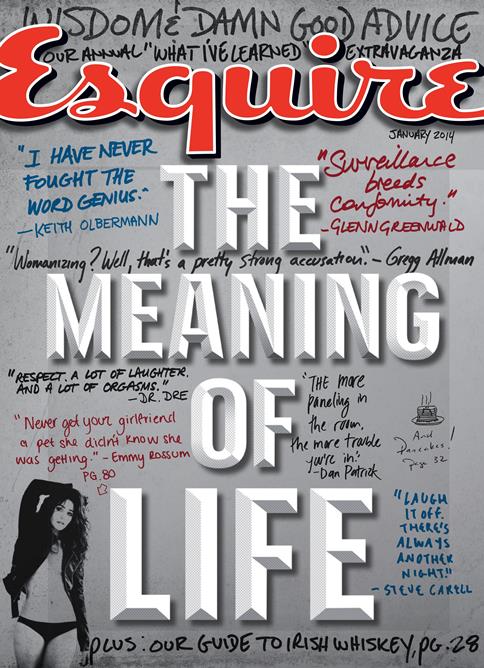 WISDOM & DAMN GOOD ADVICE
OUR ANNUAL "WHAT I'VE LEARNED" EXTRAVAGANZA
Esquire
JANUARY 2014
"I HAVE NEVER
FOUGHT THE
WORD GENIUS."
—KEITH OLBERMANN
"Surveillance
breeds
conformity."
—GLENN GREENWALD
THE
"Womanizing? Well, that's a pretty strong accusation." – Gregg Allman
MEANING
"RESPECT. A LOT OF LAUGHTER.
AND A LOT OF ORGASMS."
—DR. DRE
OF
"THE more
paneling in
the room,
the more trouble
you're in."
—Dan Patrick
And
Pancakes!
page 32
"Never get your girlfriend
a pet she didn't know she
was getting." – Emmy Rossum
PG. 80
LIFE
"LAUGH
IT OFF.
THERE'S
ALWAYS
ANOTHER
NIGHT."
— STEVE CARELL
PLUS: OUR GUIDE TO IRISH WHISKEY, PG. 28